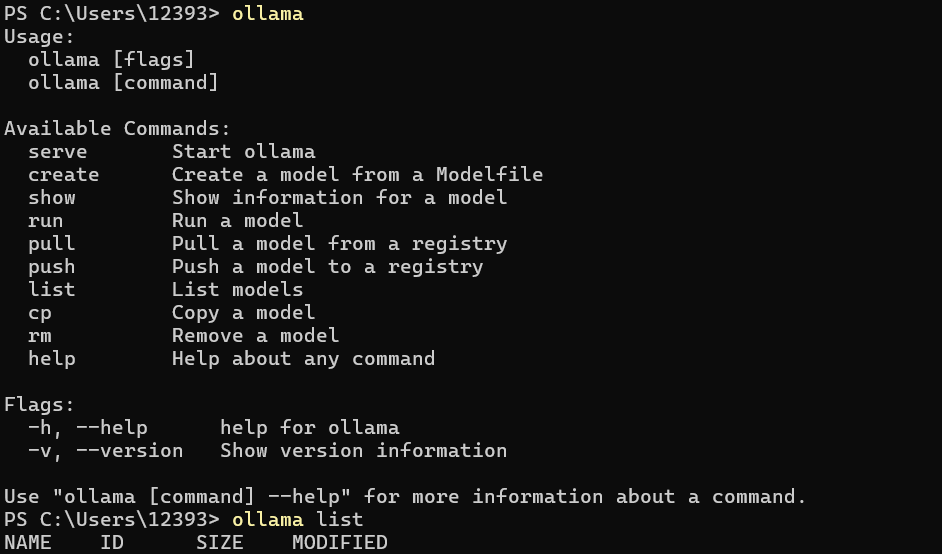 PS C:\Users\12393> ollama
Usage:
  ollama [flags]
  ollama [command]

Available Commands:
  serve       Start ollama
  create      Create a model from a Modelfile
  show        Show information for a model
  run         Run a model
  pull        Pull a model from a registry
  push        Push a model to a registry
  list        List models
  cp          Copy a model
  rm          Remove a model
  help        Help about any command

Flags:
  -h, --help      help for ollama
  -v, --version   Show version information

Use "ollama [command] --help" for more information about a command.
PS C:\Users\12393> ollama list
NAME    ID      SIZE    MODIFIED